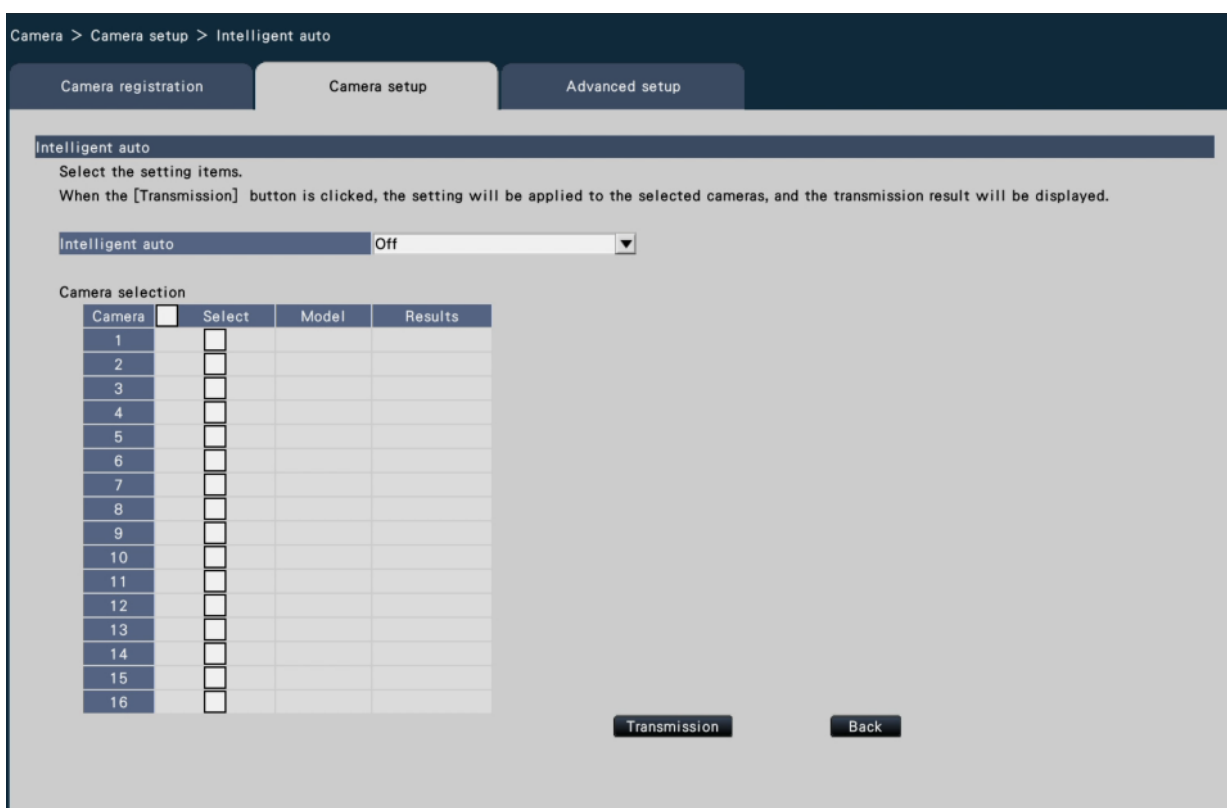 Camera > Camera setup > Intelligent auto
Camera registration Camera setup Advanced setup
Intelligent auto
Select the setting items.
When the [Transmission] button is clicked, the setting will be applied to the selected cameras, and the transmission result will be displayed.
Intelligent auto Off
Camera selection
Camera Select Model Results
1
2
3
4
5
6
7
8
9
10
11
12
13
14
15
16
Transmission Back